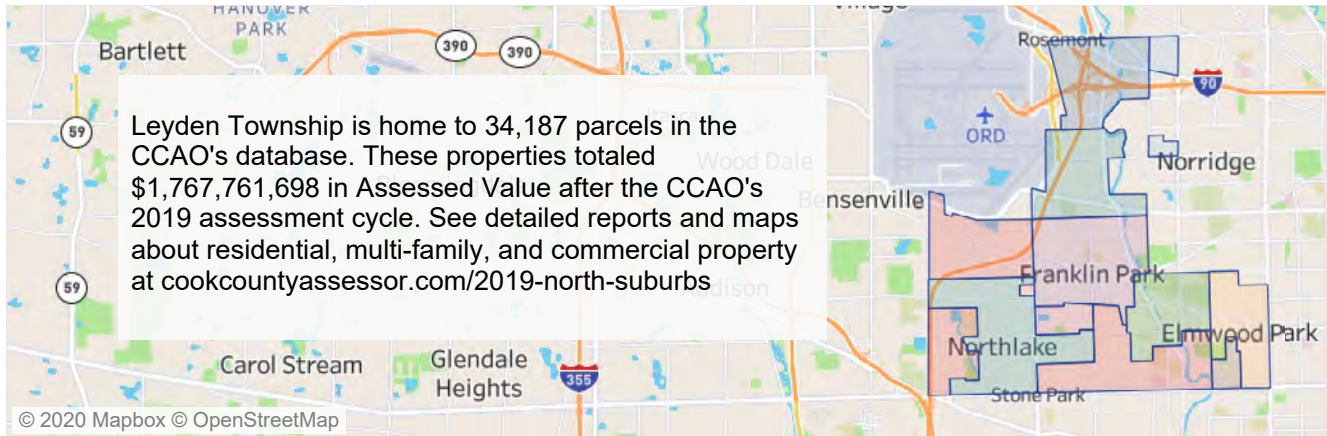 HANOVER
PARK
Village
Bartlett
390
390
Rosemont
90
59
Leyden Township is home to 34,187 parcels in the
CCAO's database. These properties totaled
$1,767,761,698 in Assessed Value after the CCAO's
2019 assessment cycle. See detailed reports and maps
about residential, multi-family, and commercial property
at cookcountyassessor.com/2019-north-suburbs
Wood Dale
ORD
Norridge
Bensenville
Franklin Park
59
Addison
Elmwood Park
Northlake
Carol Stream
Glendale
Heights
355
Stone Park
© 2020 Mapbox © OpenStreetMap